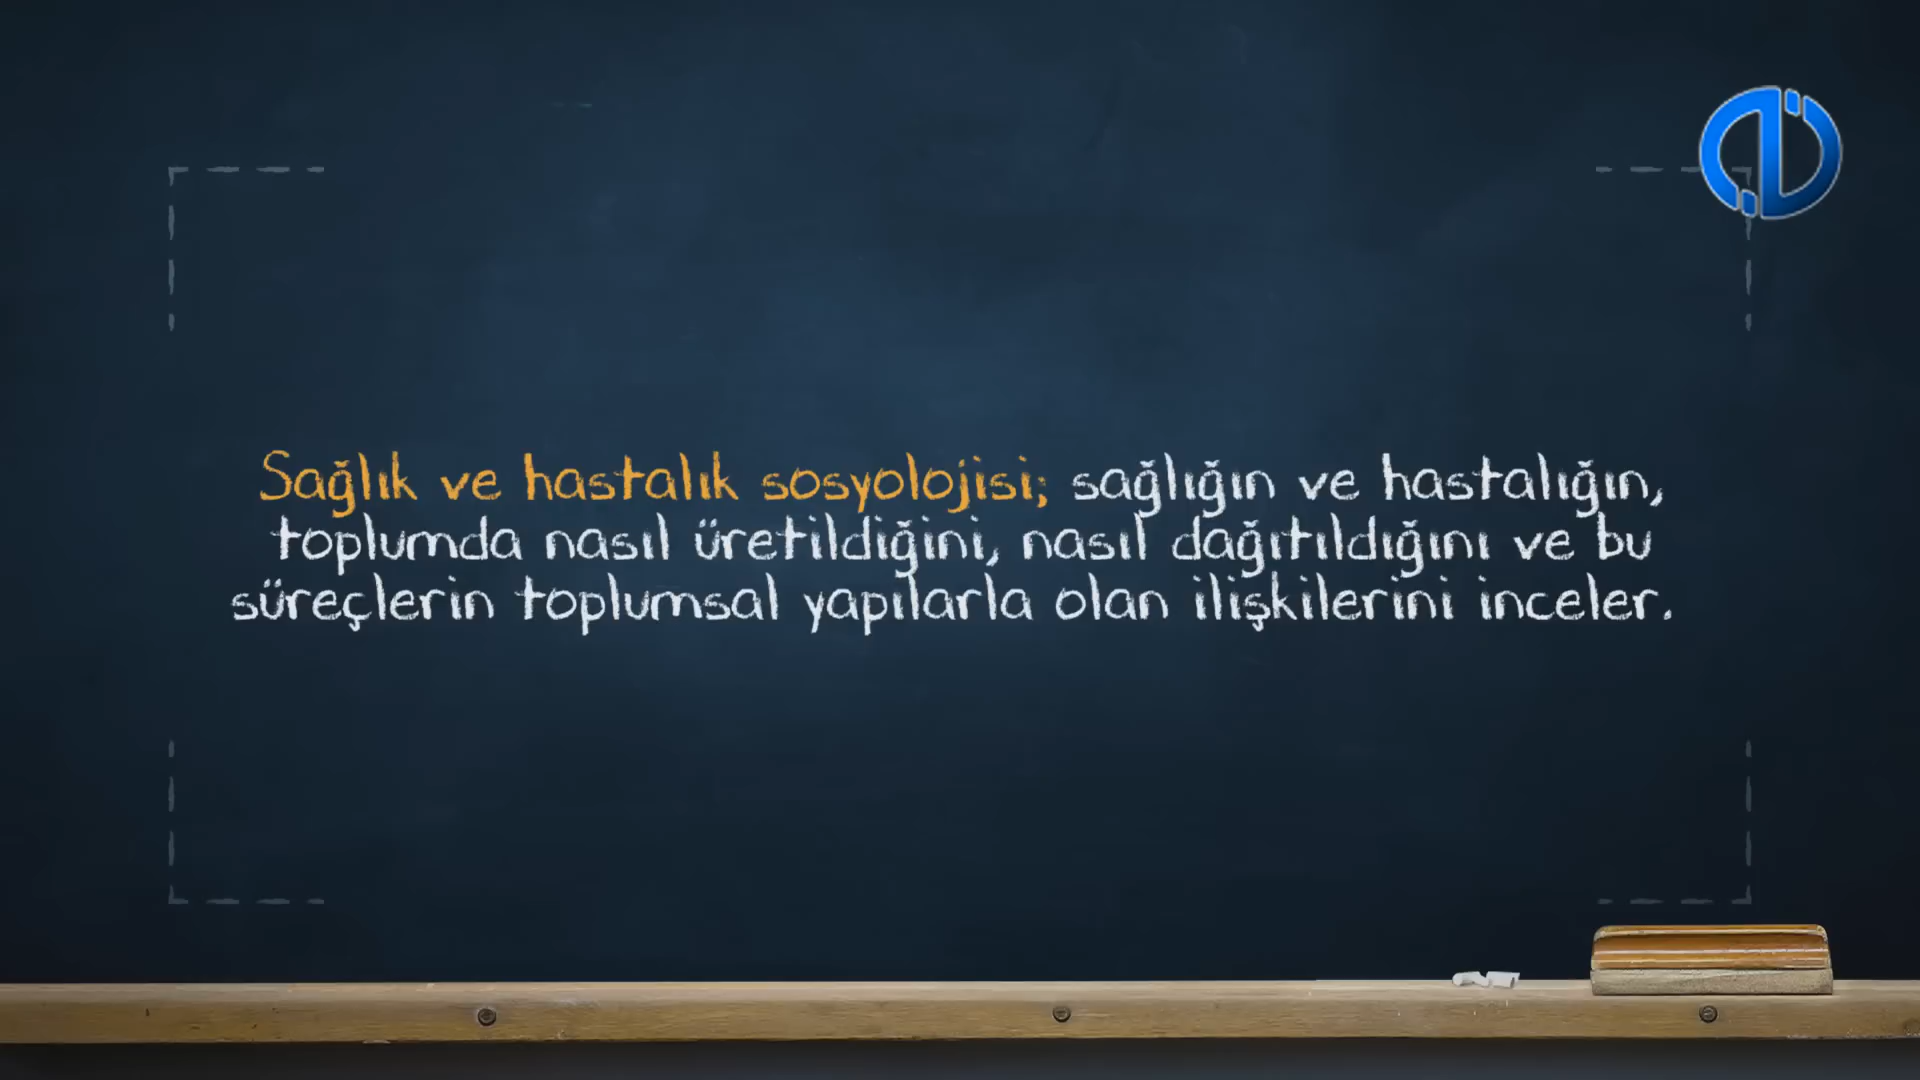 Sağlık ve hastalık sosyolojisi; sağlığın ve hastalığın,
toplumda nasıl üretildiğini, nasıl dağıtıldığını ve bu
süreçlerin toplumsal yapılarla olan ilişkilerini inceler.